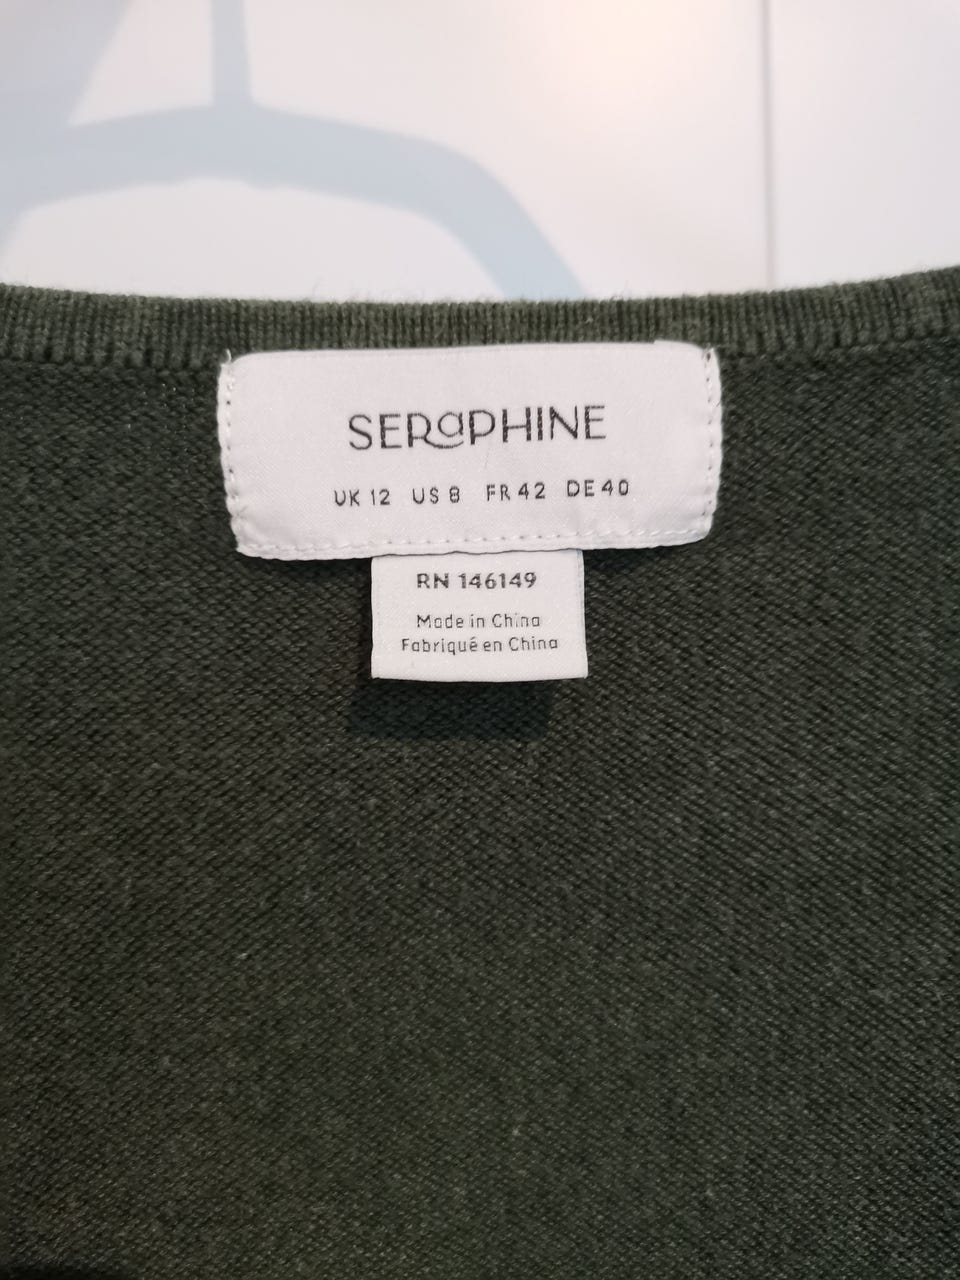 SERaPHINE
UK 12 US 8 FR 42 DE 40
RN 146149
Made in China
Fabriqué en China